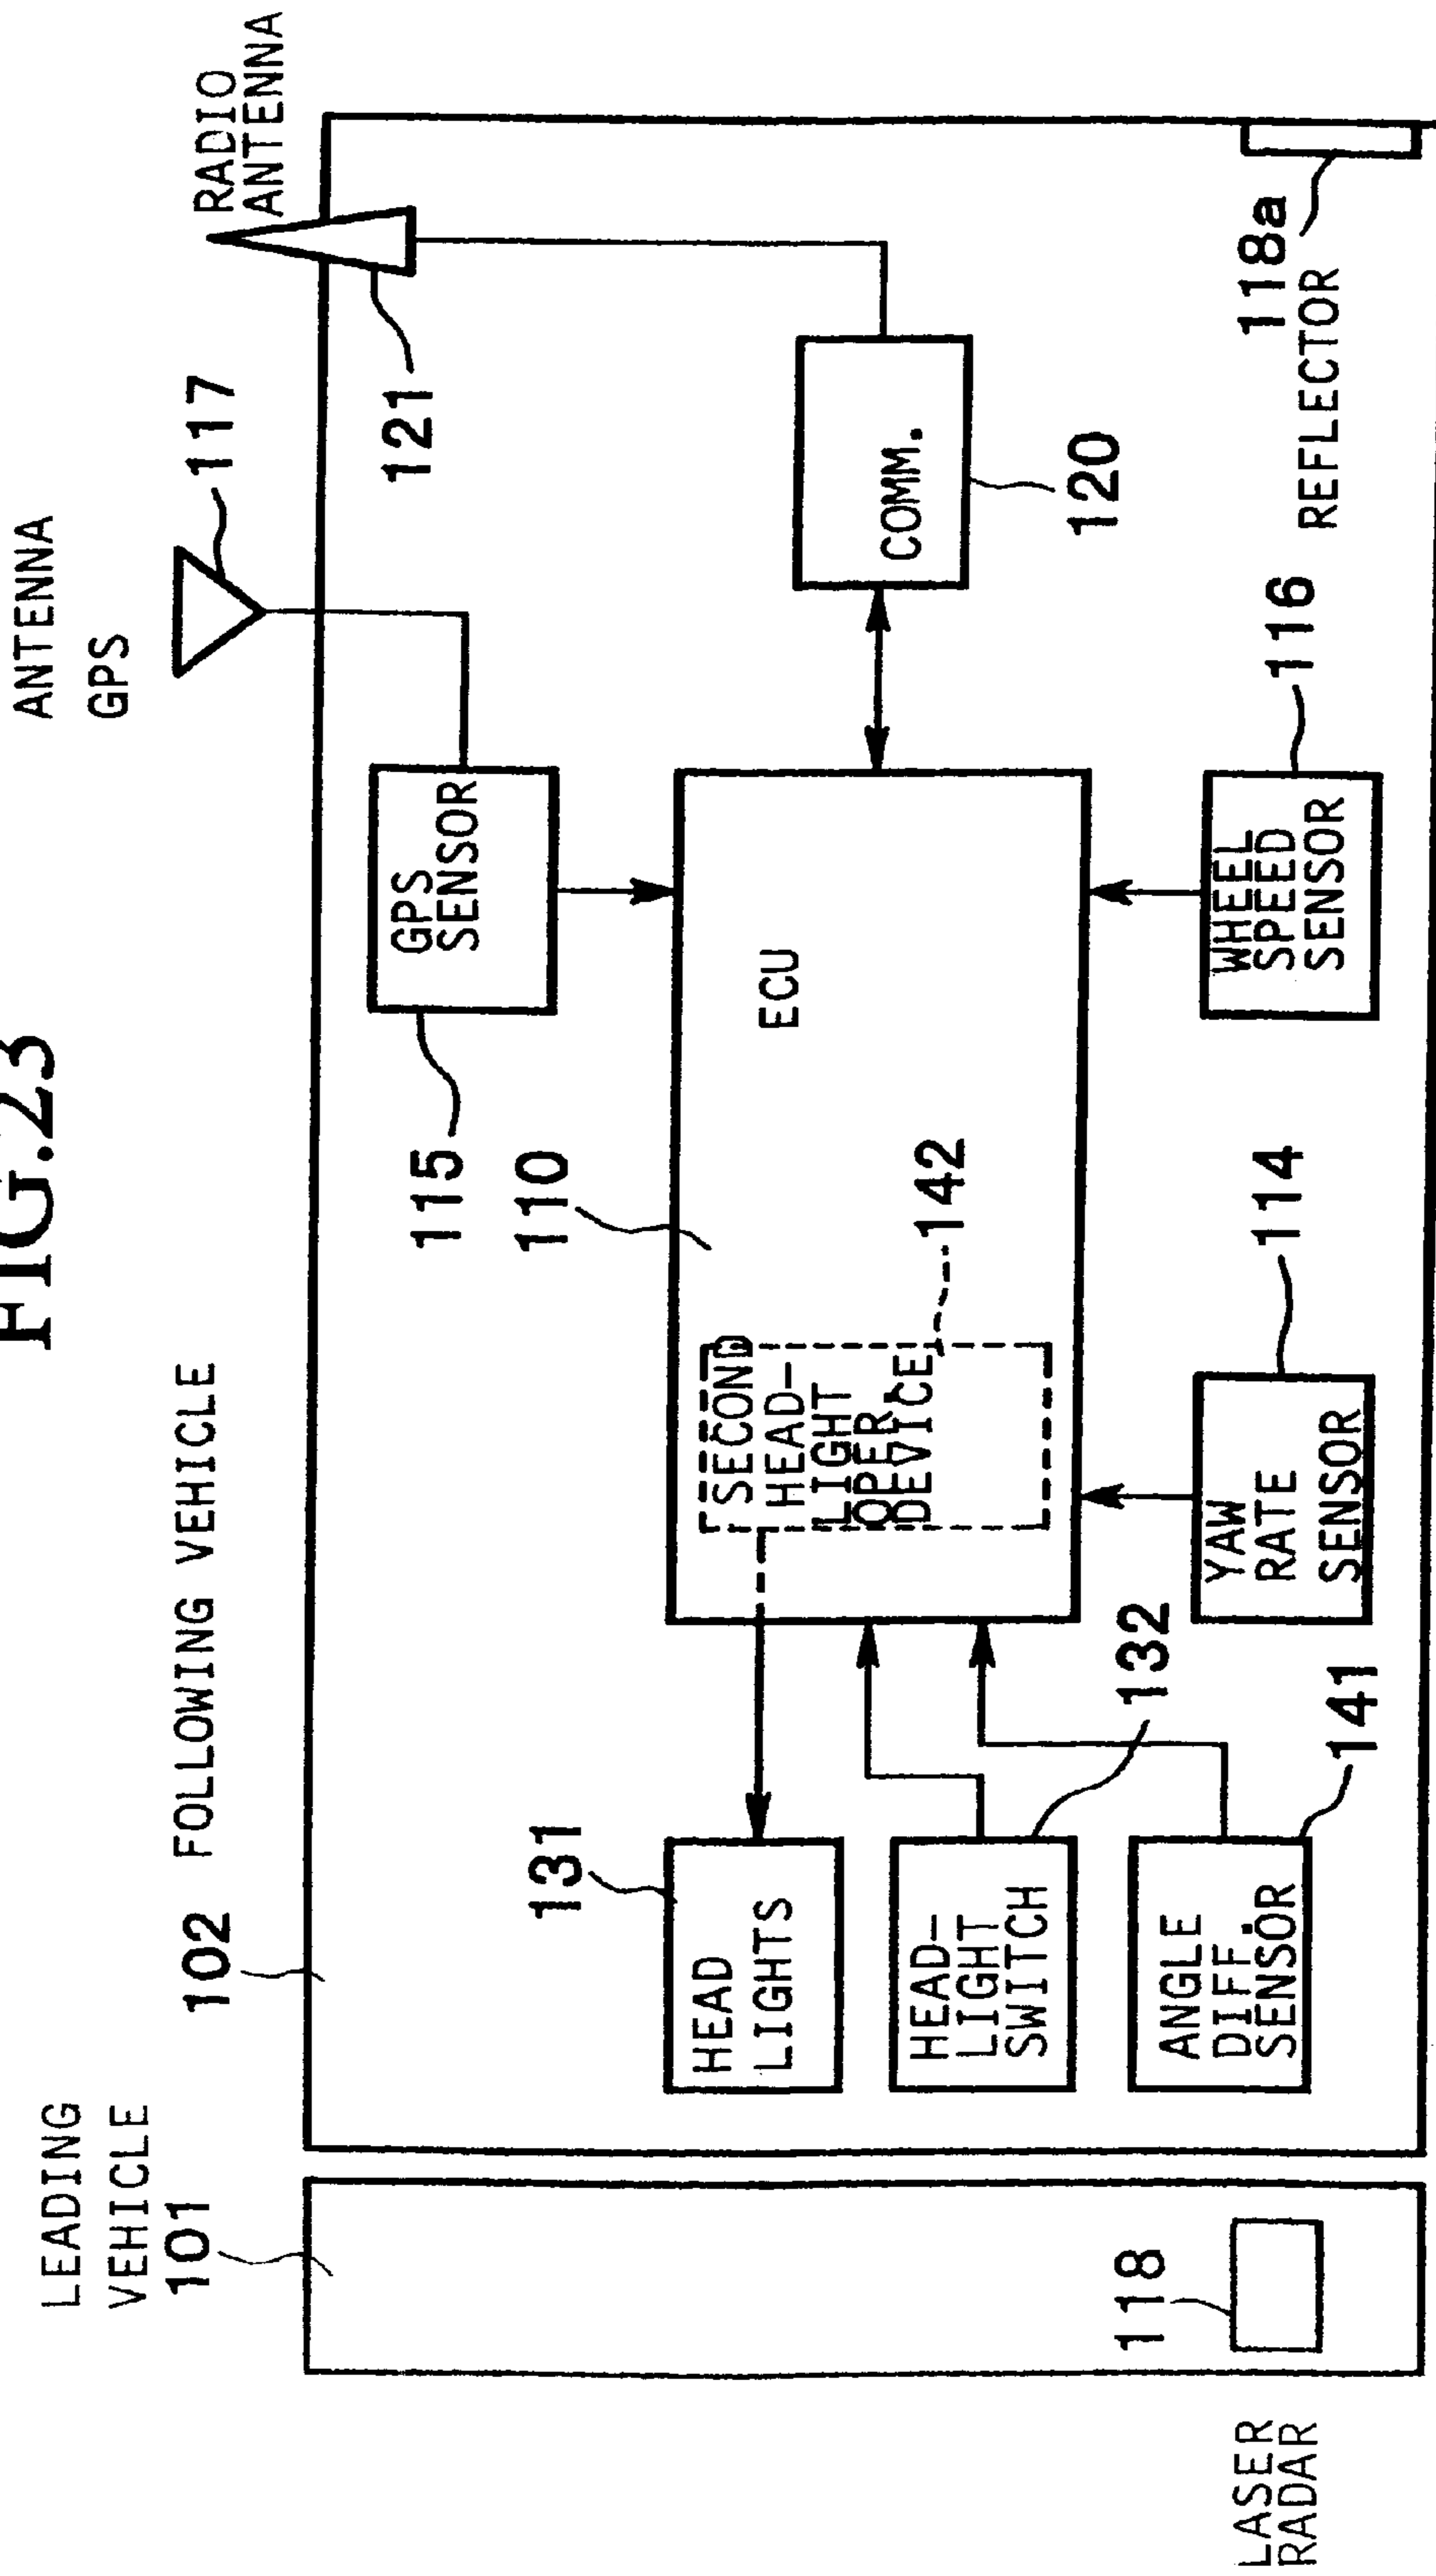 FIG.23
LEADING
VEHICLE
101
102
FOLLOWING VEHICLE
ANTENNA
GPS
117
RADIO
ANTENNA
121
115
GPS
SENSOR
110
ECU
142
SECOND
HEAD-
LIGHT
OPER.
DEVICE
COMM.
120
131
HEAD
LIGHTS
HEAD-
LIGHT
SWITCH
132
ANGLE
DIFF.
SENSOR
141
YAW
RATE
SENSOR
114
WHEEL
SPEED
SENSOR
116
118a
REFLECTOR
118
LASER
RADAR